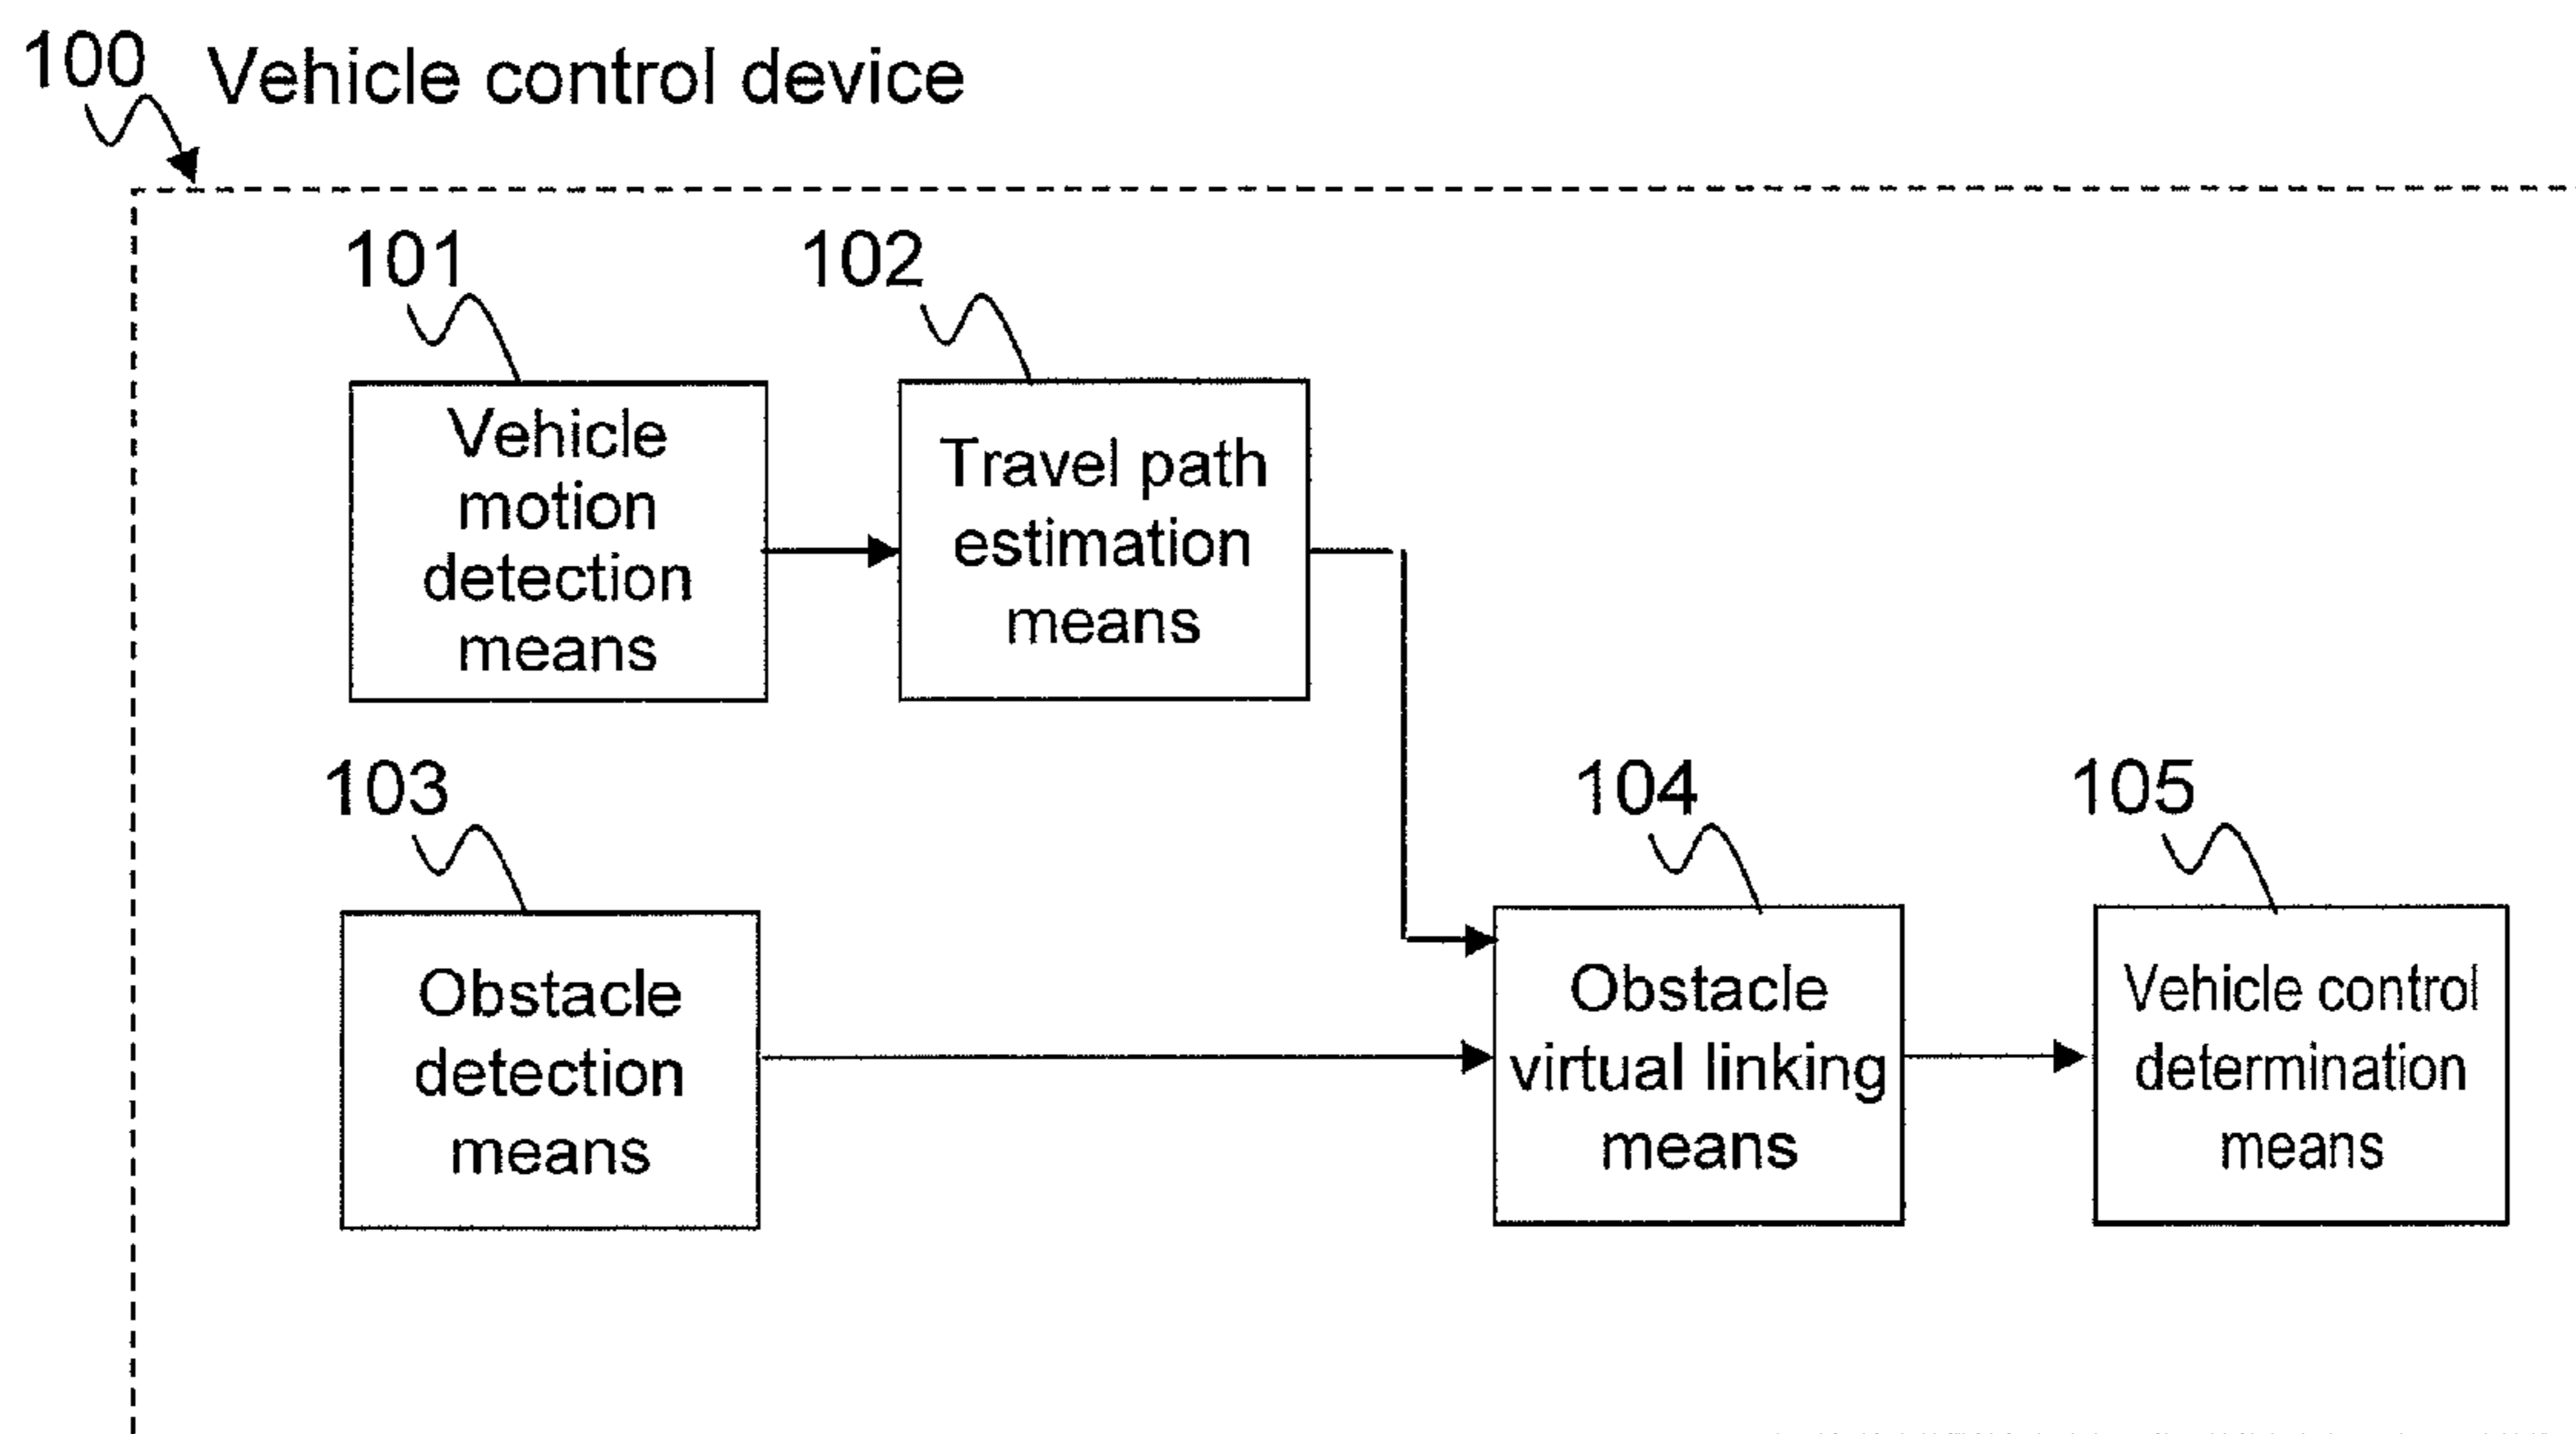 100 Vehicle control device
101
102
Vehicle
motion
detection
means
Travel path
estimation
means
103
104
105
Obstacle
detection
means
Obstacle
virtual linking
means
Vehicle control
determination
means